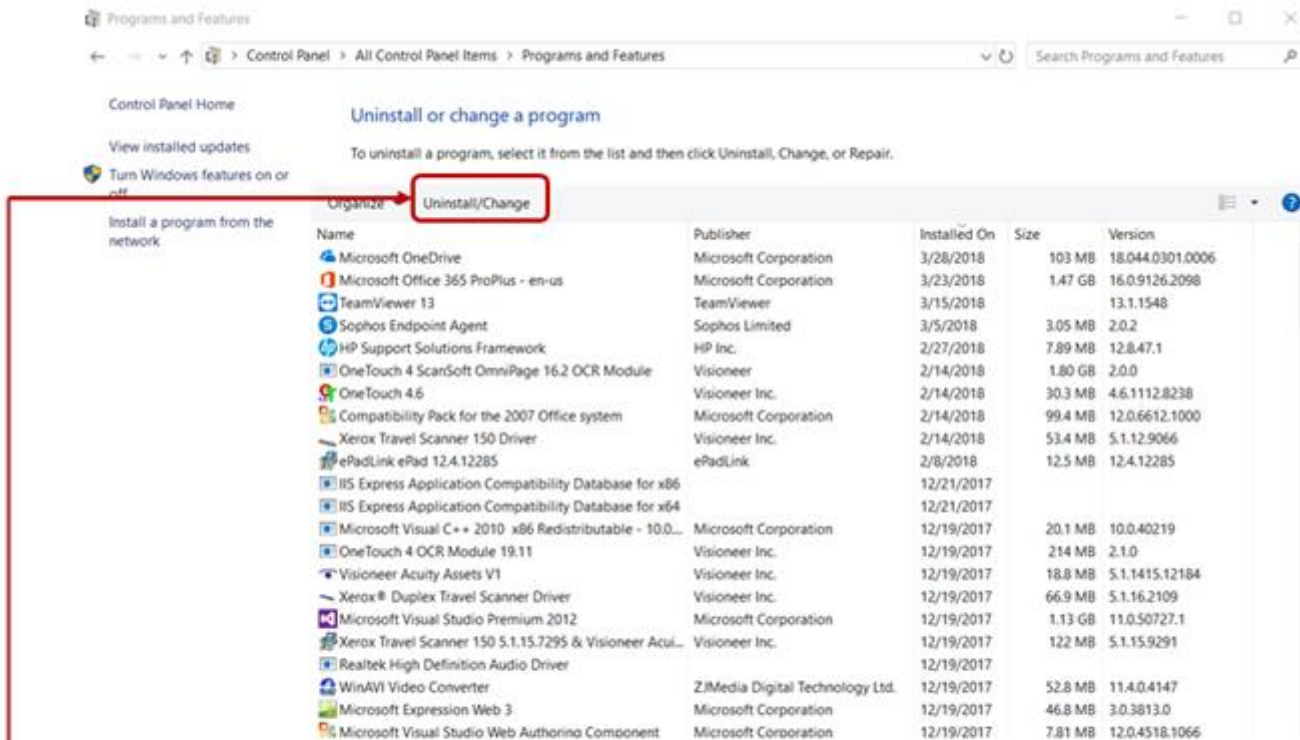 Programs and Features
Control Panel > All Control Panel Items > Programs and Features
Search Programs and Features
Control Panel Home
View installed updates
Turn Windows features on or
off
Install a program from the
network
Uninstall or change a program
To uninstall a program, select it from the list and then click Uninstall, Change, or Repair.
Organize Uninstall/Change
Name Publisher Installed On Size Version
Microsoft OneDrive Microsoft Corporation 3/28/2018 103 MB 18.044.0301.0006
Microsoft Office 365 ProPlus - en-us Microsoft Corporation 3/23/2018 1.47 GB 16.0.9126.2098
TeamViewer 13 TeamViewer 3/15/2018 13.1.1548
Sophos Endpoint Agent Sophos Limited 3/5/2018 3.05 MB 2.0.2
HP Support Solutions Framework HP Inc. 2/27/2018 7.89 MB 12.8.47.1
OneTouch 4 ScanSoft OmniPage 16.2 OCR Module Visioneer 2/14/2018 1.80 GB 2.0.0
OneTouch 4.6 Visioneer Inc. 2/14/2018 30.3 MB 4.6.1112.8238
Compatibility Pack for the 2007 Office system Microsoft Corporation 2/14/2018 99.4 MB 12.0.6612.1000
Xerox Travel Scanner 150 Driver Visioneer Inc. 2/14/2018 53.4 MB 5.1.12.9066
ePadLink ePad 12.4.12285 ePadLink 2/8/2018 12.5 MB 12.4.12285
IIS Express Application Compatibility Database for x86 12/21/2017
IIS Express Application Compatibility Database for x64 12/21/2017
Microsoft Visual C++ 2010 x86 Redistributable - 10.0... Microsoft Corporation 12/19/2017 20.1 MB 10.0.40219
OneTouch 4 OCR Module 19.11 Visioneer Inc. 12/19/2017 214 MB 2.1.0
Visioneer Acuity Assets V1 Visioneer Inc. 12/19/2017 18.8 MB 5.1.1415.12184
Xerox® Duplex Travel Scanner Driver Visioneer Inc. 12/19/2017 66.9 MB 5.1.16.2109
Microsoft Visual Studio Premium 2012 Microsoft Corporation 12/19/2017 1.13 GB 11.0.50727.1
Xerox Travel Scanner 150 5.1.15.7295 & Visioneer Acui... Visioneer Inc. 12/19/2017 122 MB 5.1.15.9291
Realtek High Definition Audio Driver 12/19/2017
WinAVI Video Converter ZJMedia Digital Technology Ltd. 12/19/2017 52.8 MB 11.4.0.4147
Microsoft Expression Web 3 Microsoft Corporation 12/19/2017 46.8 MB 3.0.3813.0
Microsoft Visual Studio Web Authoring Component Microsoft Corporation 12/19/2017 7.81 MB 12.0.4518.1066